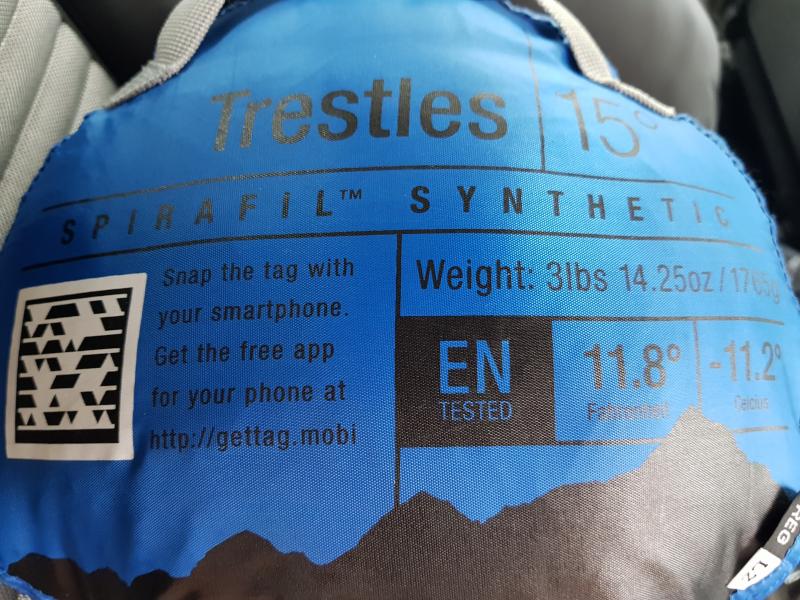 Trestles 15°
SPIRAFiL™ SYNTHETIC
Snap the tag with
your smartphone.
Get the free app
for your phone at
http://gettag.mobi
Weight: 3lbs 14.25oz / 1765g
EN
TESTED
11.8°
Fahrenheit
-11.2°
Celcius
REG
LZ